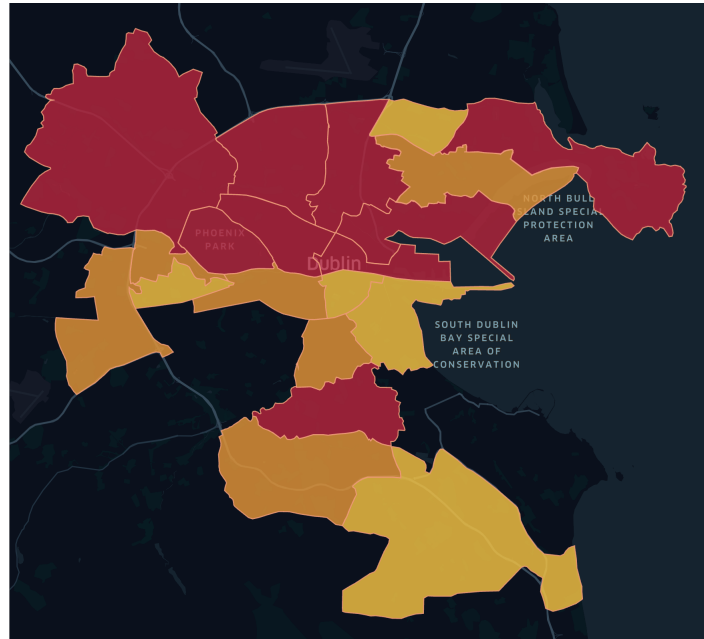 NORTH BULL
ISLAND SPECIAL
PROTECTION
AREA
PHOENIX
PARK
Dublin
SOUTH DUBLIN
BAY SPECIAL
AREA OF
CONSERVATION